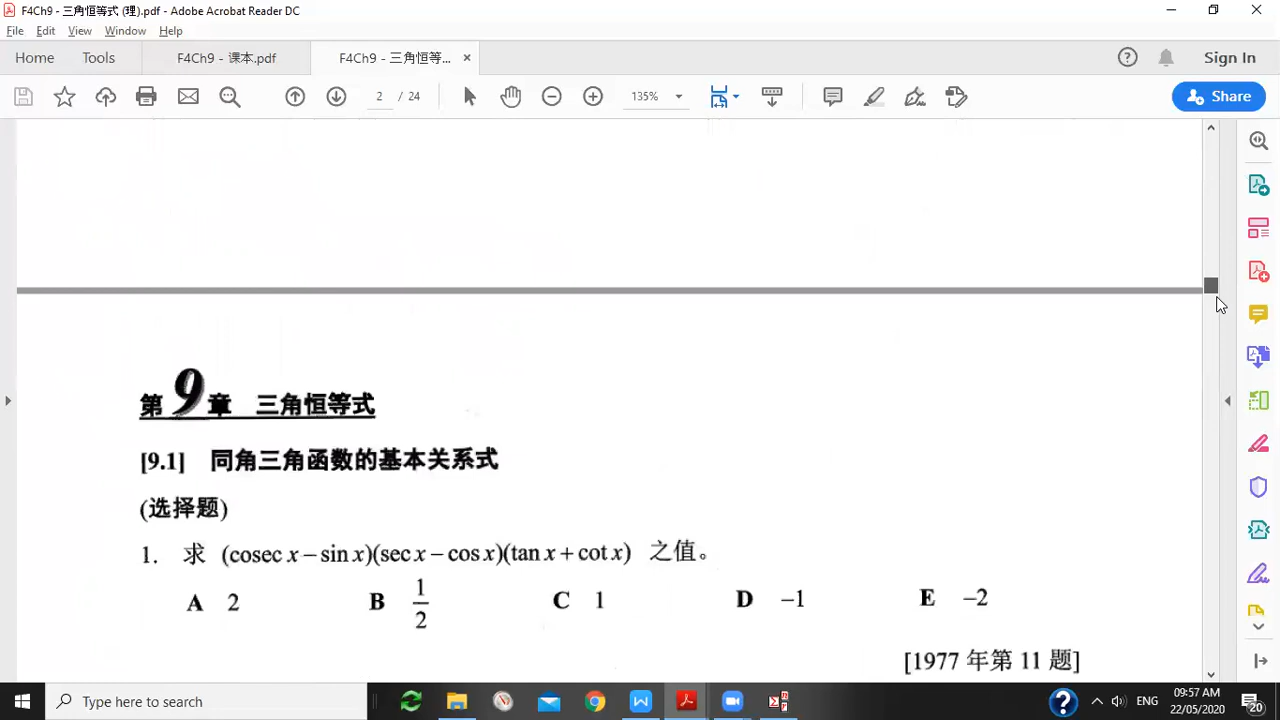 F4Ch9 - 三角恒等式 (理).pdf - Adobe Acrobat Reader DC
File Edit View Window Help
Home Tools F4Ch9 - 课本.pdf F4Ch9 - 三角恒等... × Sign In
2 / 24 135% Share
第9章 三角恒等式
[9.1] 同角三角函数的基本关系式
(选择题)
1. 求 (cosec x – sin x)(sec x – cos x)(tan x + cot x) 之值。
A 2 B 1/2 C 1 D –1 E –2
[1977 年第 11 题]
Type here to search ENG 09:57 AM
22/05/2020 20